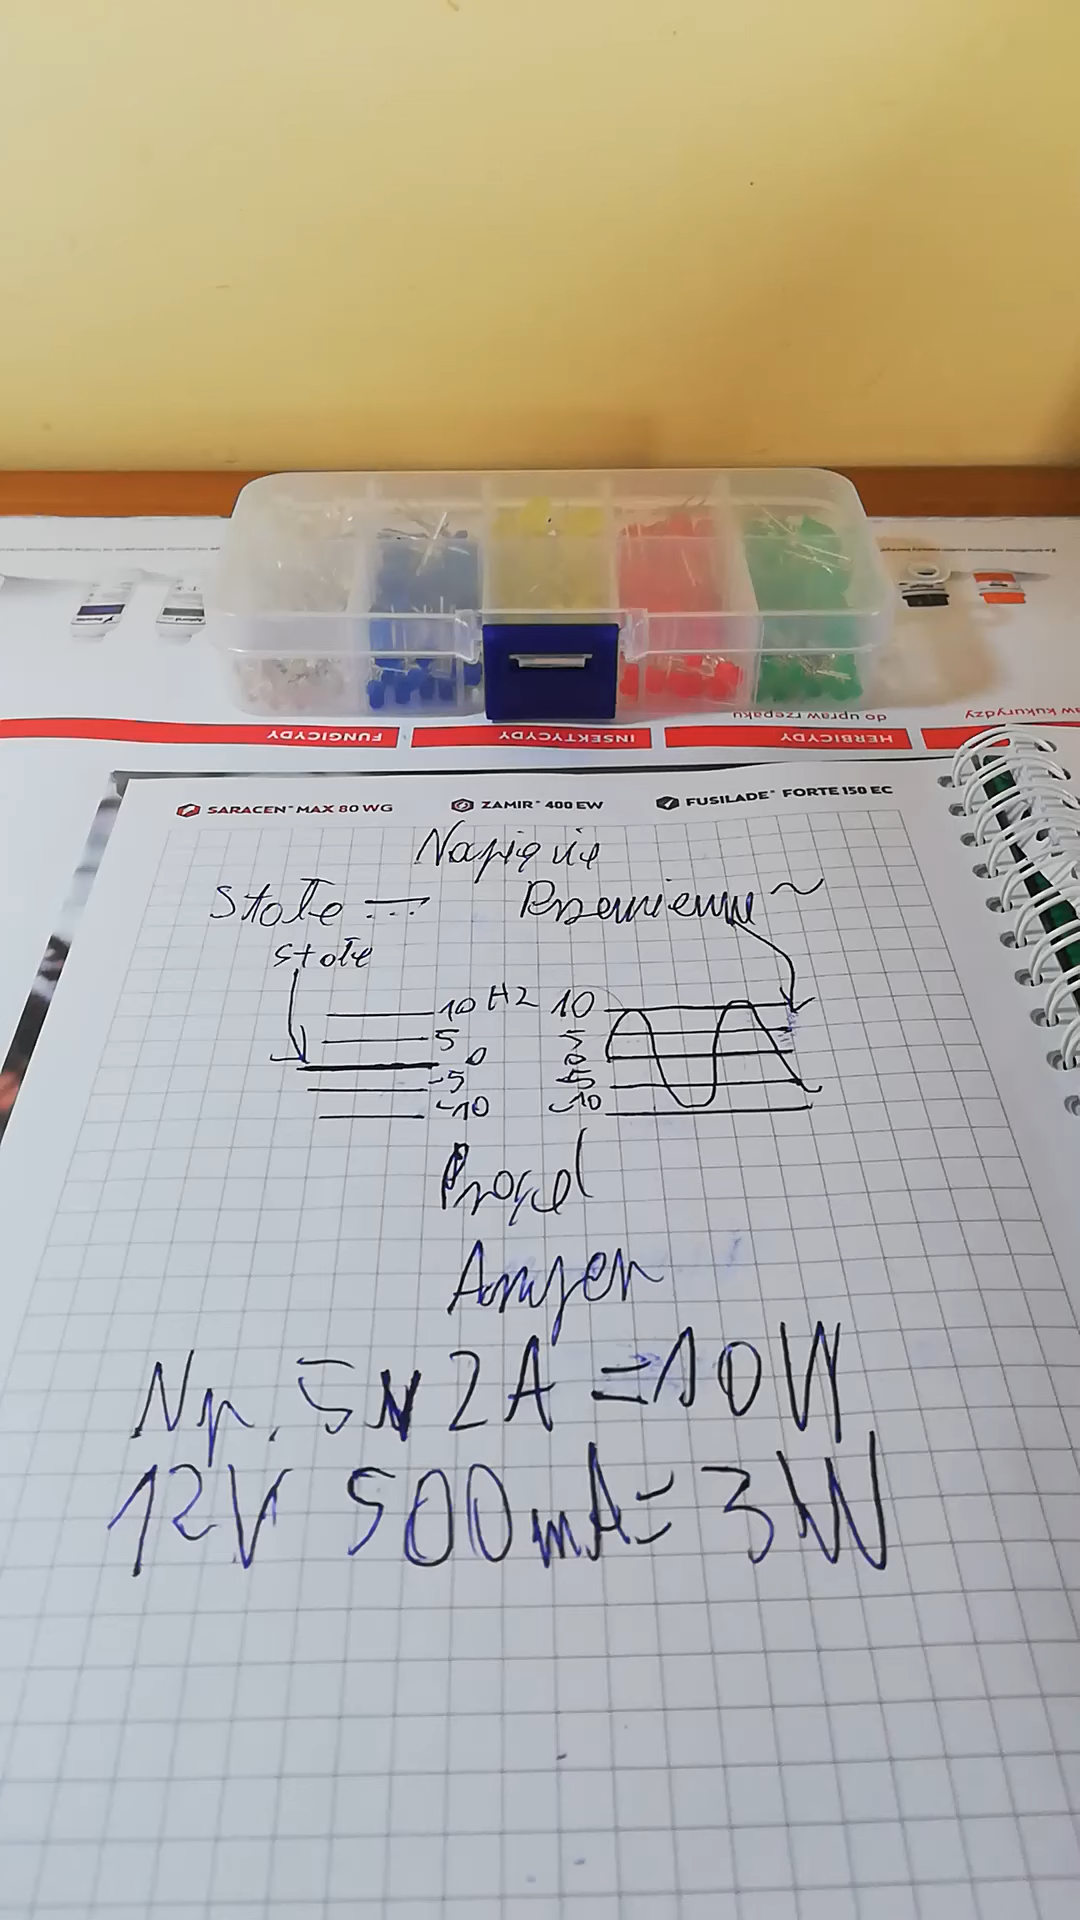 FUNGICYDY INSEKTYCYDY HERBICYDY
do upraw rzepaku
w kukurydzy
SARACEN MAX 80 WG ZAMIR 400 EW FUSILADE FORTE 150 EC
Napięcie
Stałe Przemienne ~
Stałe
10 Hz 10
5 5
0 0
-5 -5
-10 -10
Prąd
Amper
Np. 5V 2A = 10W
12V 500mA = 3W